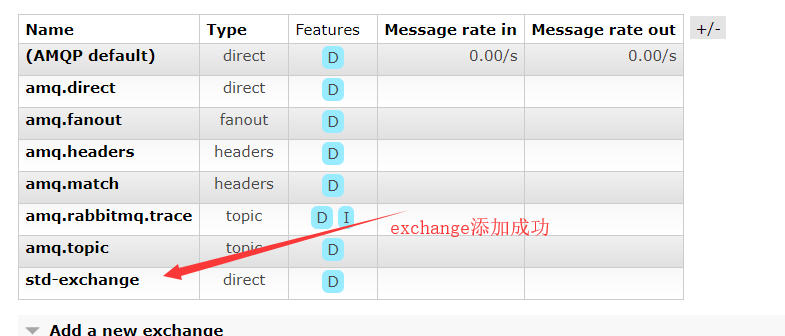 Name Type Features Message rate in Message rate out +/-
(AMQP default) direct D 0.00/s 0.00/s
amq.direct direct D
amq.fanout fanout D
amq.headers headers D
amq.match headers D
amq.rabbitmq.trace topic D I
exchange添加成功
amq.topic topic D
std-exchange direct D
Add a new exchange